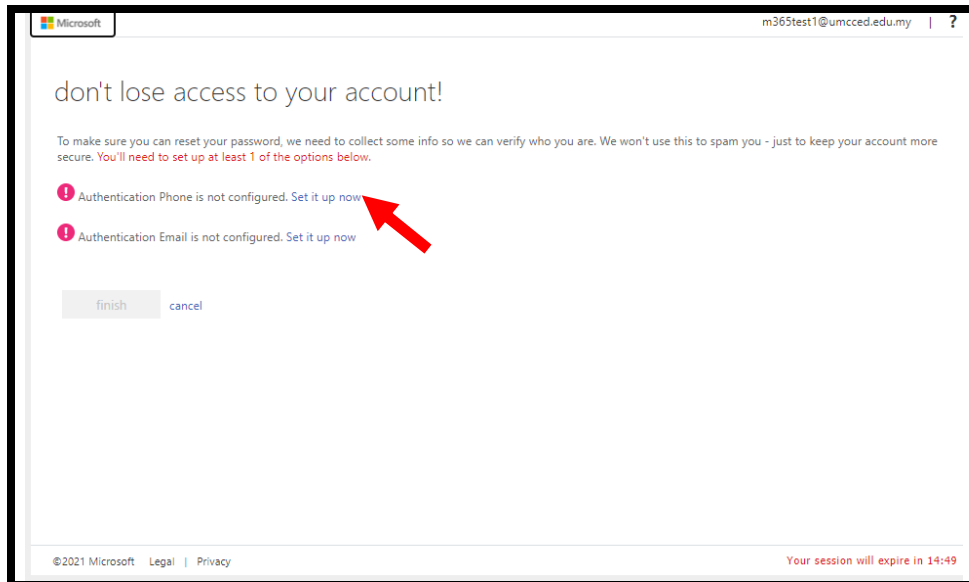 Microsoft
m365test1@umcced.edu.my | ?
don't lose access to your account!
To make sure you can reset your password, we need to collect some info so we can verify who you are. We won't use this to spam you - just to keep your account more
secure. You'll need to set up at least 1 of the options below.
! Authentication Phone is not configured. Set it up now
! Authentication Email is not configured. Set it up now
finish cancel
©2021 Microsoft Legal | Privacy
Your session will expire in 14:49